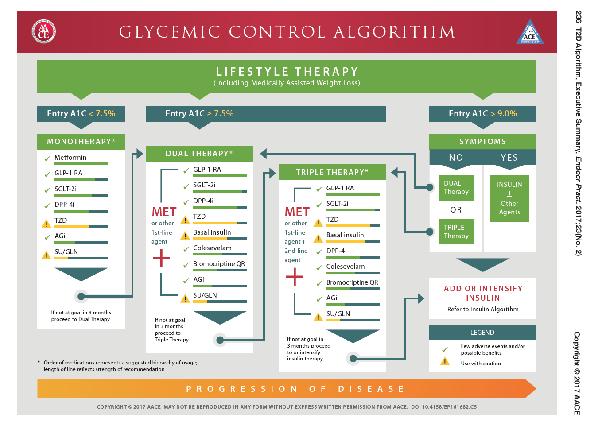 GLYCEMIC CONTROL ALGORITHM
AACE
ACE
LIFESTYLE THERAPY
(Including Medically Assisted Weight Loss)
Entry A1C < 7.5%
Entry A1C ≥ 7.5%
Entry A1C > 9.0%
MONOTHERAPY*
Metformin
GLP-1 RA
SGLT-2i
DPP-4i
TZD
AGi
SU/GLN
If not at goal in 3 months
proceed to Dual Therapy
DUAL THERAPY*
GLP-1 RA
SGLT-2i
DPP-4i
TZD
Basal Insulin
Colesevelam
Bromocriptine QR
AGi
SU/GLN
MET
or other
1st-line
agent
+
If not at goal
in 3 months
proceed to
Triple Therapy
TRIPLE THERAPY*
GLP-1 RA
SGLT-2i
TZD
Basal insulin
DPP-4i
Colesevelam
Bromocriptine QR
AGi
SU/GLN
MET
or other
1st-line
agent +
2nd-line
agent
+
If not at goal in
3 months proceed
to or intensify
insulin therapy
SYMPTOMS
NO
YES
DUAL
Therapy
OR
TRIPLE
Therapy
INSULIN
±
Other
Agents
ADD OR INTENSIFY
INSULIN
Refer to Insulin Algorithm
LEGEND
Few adverse events and/or
possible benefits
Use with caution
* Order of medications represents a suggested hierarchy of usage;
length of line reflects strength of recommendation
PROGRESSION OF DISEASE
COPYRIGHT © 2017 AACE. MAY NOT BE REPRODUCED IN ANY FORM WITHOUT EXPRESS WRITTEN PERMISSION FROM AACE.
236 T2D Algorithm, Executive Summary, Endocr Pract. 2017;23(No. 2)
Copyright © 2017 AACE